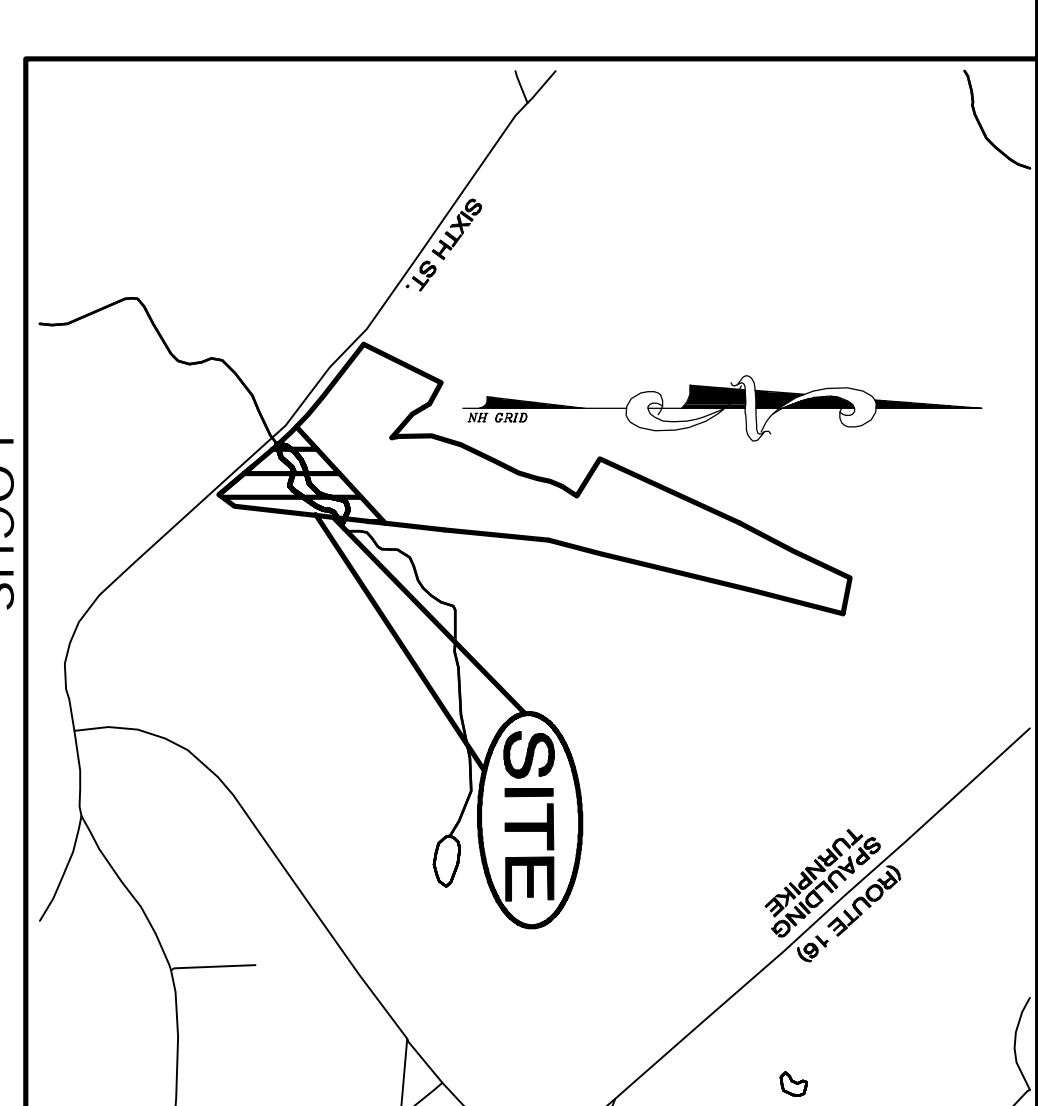 SIXTH ST.
NH GRID
N
SITE
SPAULDING
TURNPIKE
(ROUTE 16)